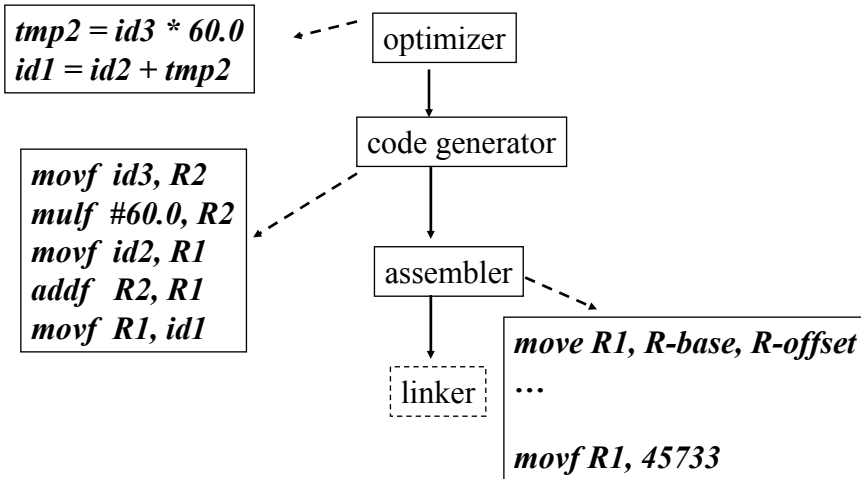 tmp2 = id3 * 60.0
id1 = id2 + tmp2
optimizer
code generator
movf id3, R2
mulf #60.0, R2
movf id2, R1
addf R2, R1
movf R1, id1
assembler
linker
move R1, R-base, R-offset
…
movf R1, 45733